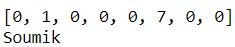 [0, 1, 0, 0, 0, 7, 0, 0]
Soumik